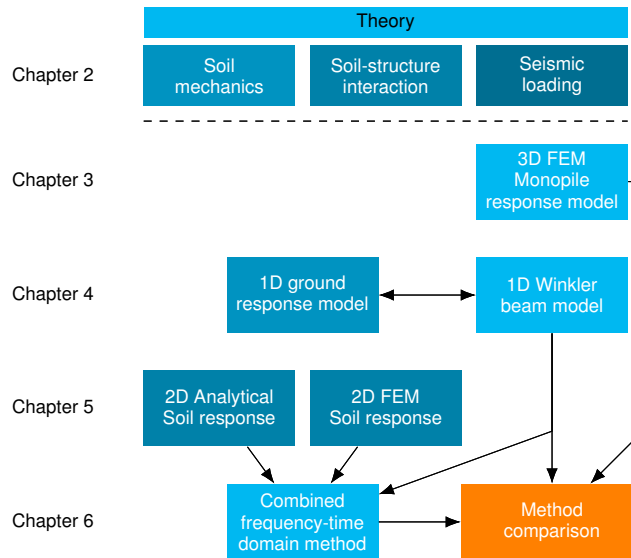 Theory
Chapter 2
Soil
mechanics
Soil-structure
interaction
Seismic
loading
Chapter 3
3D FEM
Monopile
response model
Chapter 4
1D ground
response model
1D Winkler
beam model
Chapter 5
2D Analytical
Soil response
2D FEM
Soil response
Chapter 6
Combined
frequency-time
domain method
Method
comparison